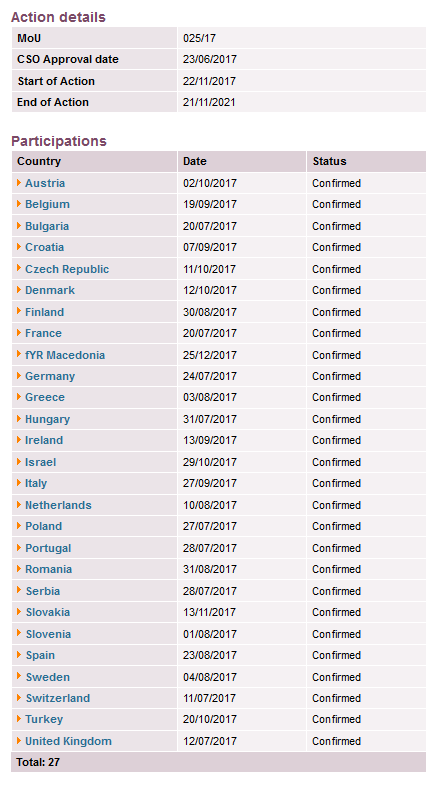 Action details
MoU 025/17
CSO Approval date 23/06/2017
Start of Action 22/11/2017
End of Action 21/11/2021
Participations
Country Date Status
Austria 02/10/2017 Confirmed
Belgium 19/09/2017 Confirmed
Bulgaria 20/07/2017 Confirmed
Croatia 07/09/2017 Confirmed
Czech Republic 11/10/2017 Confirmed
Denmark 12/10/2017 Confirmed
Finland 30/08/2017 Confirmed
France 20/07/2017 Confirmed
fYR Macedonia 25/12/2017 Confirmed
Germany 24/07/2017 Confirmed
Greece 03/08/2017 Confirmed
Hungary 31/07/2017 Confirmed
Ireland 13/09/2017 Confirmed
Israel 29/10/2017 Confirmed
Italy 27/09/2017 Confirmed
Netherlands 10/08/2017 Confirmed
Poland 27/07/2017 Confirmed
Portugal 28/07/2017 Confirmed
Romania 31/08/2017 Confirmed
Serbia 28/07/2017 Confirmed
Slovakia 13/11/2017 Confirmed
Slovenia 01/08/2017 Confirmed
Spain 23/08/2017 Confirmed
Sweden 04/08/2017 Confirmed
Switzerland 11/07/2017 Confirmed
Turkey 20/10/2017 Confirmed
United Kingdom 12/07/2017 Confirmed
Total: 27